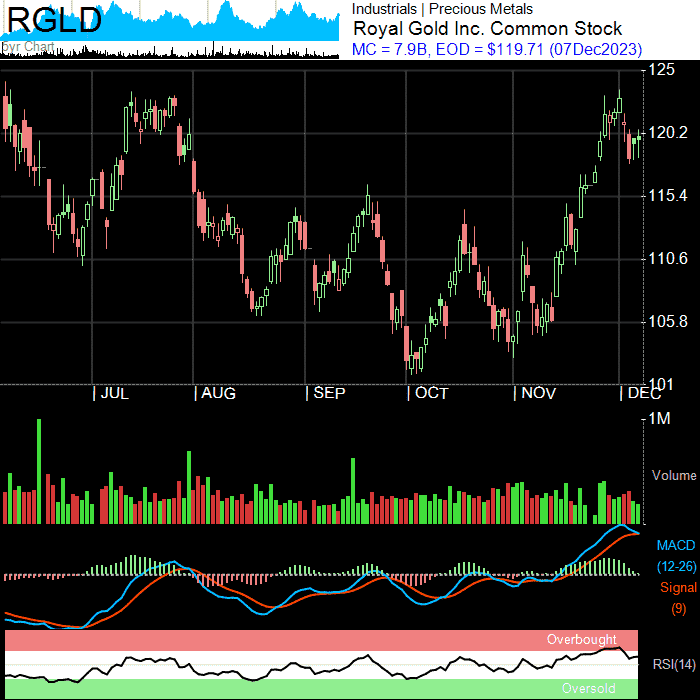 RGLD
5yr Chart
Industrials | Precious Metals
Royal Gold Inc. Common Stock
MC = 7.9B, EOD = $119.71 (07Dec2023)
125
120.2
115.4
110.6
105.8
101
JUL
AUG
SEP
OCT
NOV
DEC
1M
Volume
MACD
(12-26)
Signal
(9)
Overbought
RSI(14)
Oversold